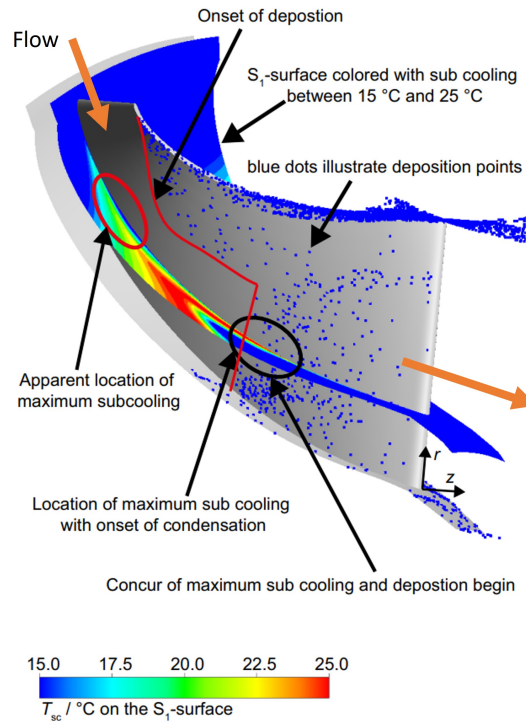 Onset of depostion
Flow
S₁-surface colored with sub cooling
between 15 °C and 25 °C
blue dots illustrate deposition points
Apparent location of
maximum subcooling
r
z
Location of maximum sub cooling
with onset of condensation
Concur of maximum sub cooling and depostion begin
15.0 17.5 20.0 22.5 25.0
T_sc / °C on the S₁-surface